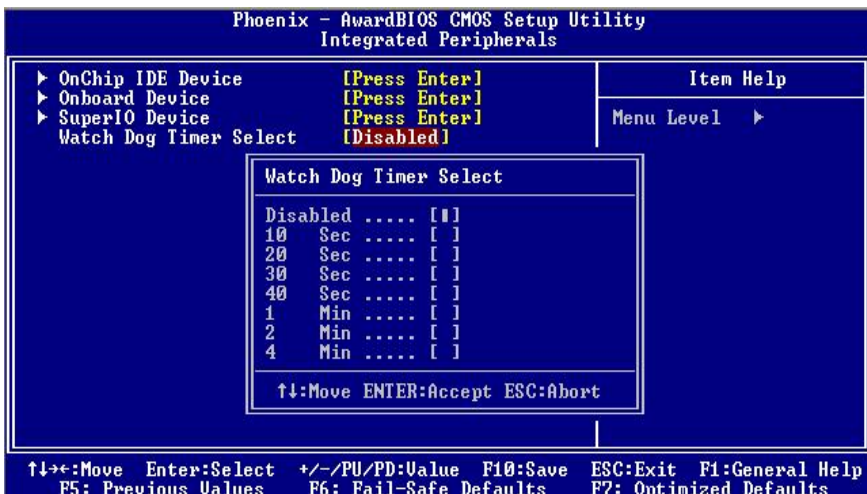 Phoenix - AwardBIOS CMOS Setup Utility
Integrated Peripherals
▶ OnChip IDE Device [Press Enter]
▶ Onboard Device [Press Enter]
▶ SuperIO Device [Press Enter]
Watch Dog Timer Select [Disabled]
Item Help
Menu Level ▶
Watch Dog Timer Select
Disabled ..... [▮]
10 Sec ..... [ ]
20 Sec ..... [ ]
30 Sec ..... [ ]
40 Sec ..... [ ]
1 Min ..... [ ]
2 Min ..... [ ]
4 Min ..... [ ]
↑↓:Move ENTER:Accept ESC:Abort
↑↓→←:Move Enter:Select +/-/PU/PD:Value F10:Save ESC:Exit F1:General Help
F5: Previous Values F6: Fail-Safe Defaults F7: Optimized Defaults